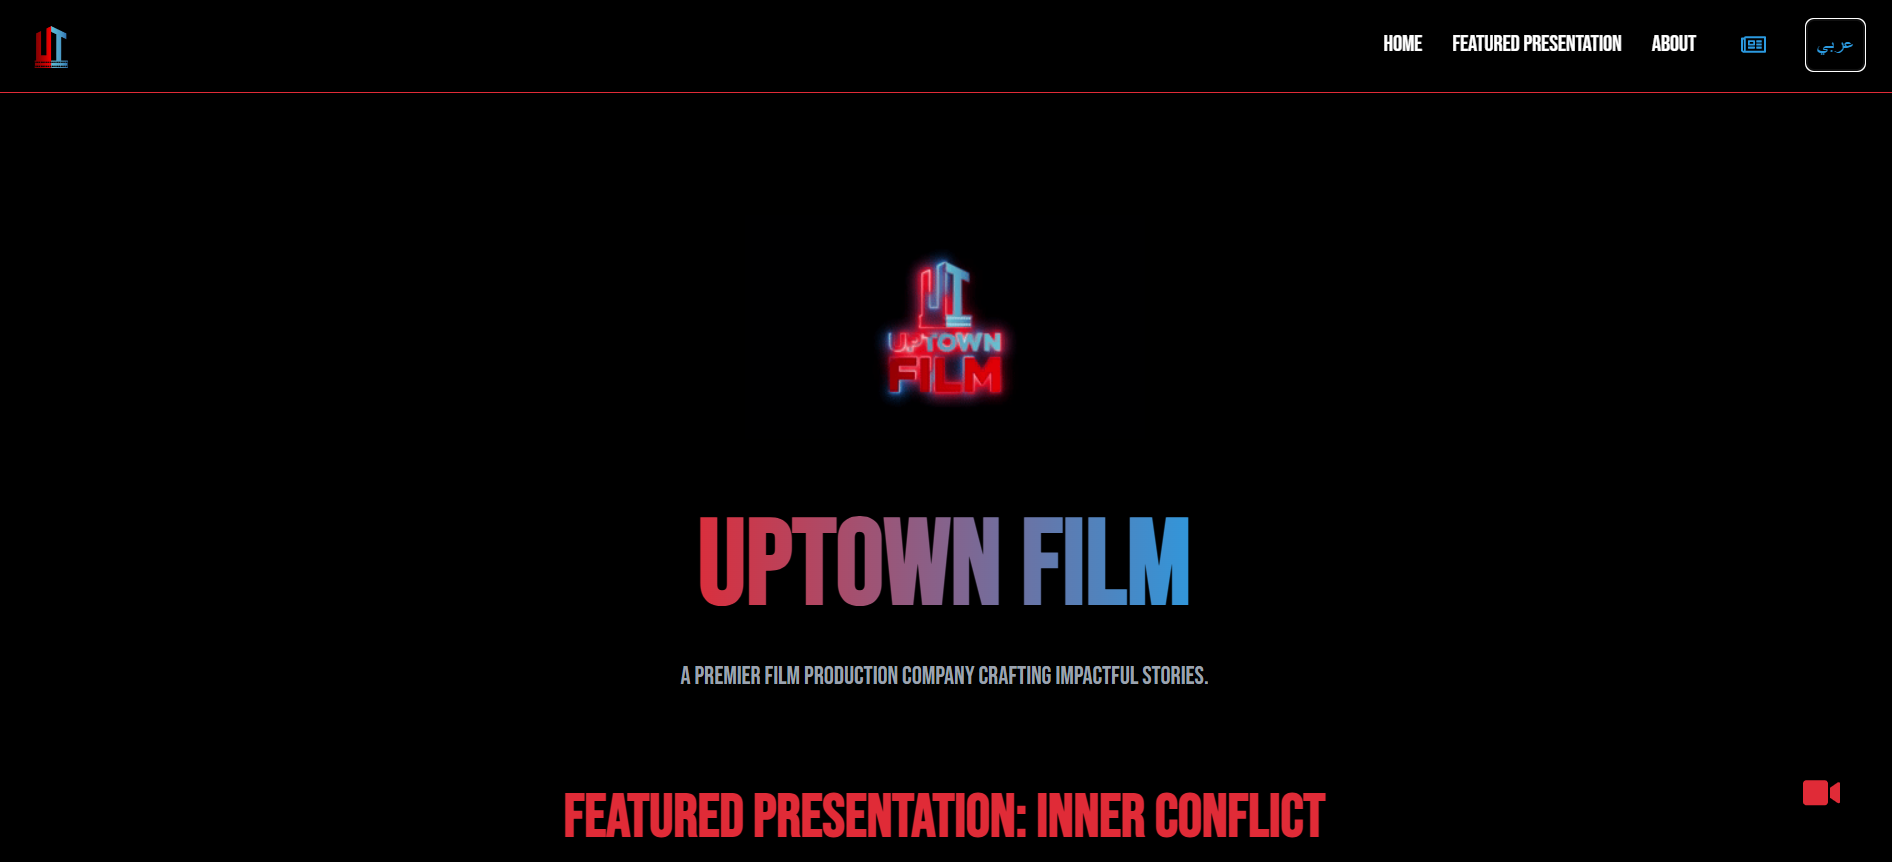 HOME FEATURED PRESENTATION ABOUT عربي
UPTOWN
FILM
UPTOWN FILM
A PREMIER FILM PRODUCTION COMPANY CRAFTING IMPACTFUL STORIES.
FEATURED PRESENTATION: INNER CONFLICT